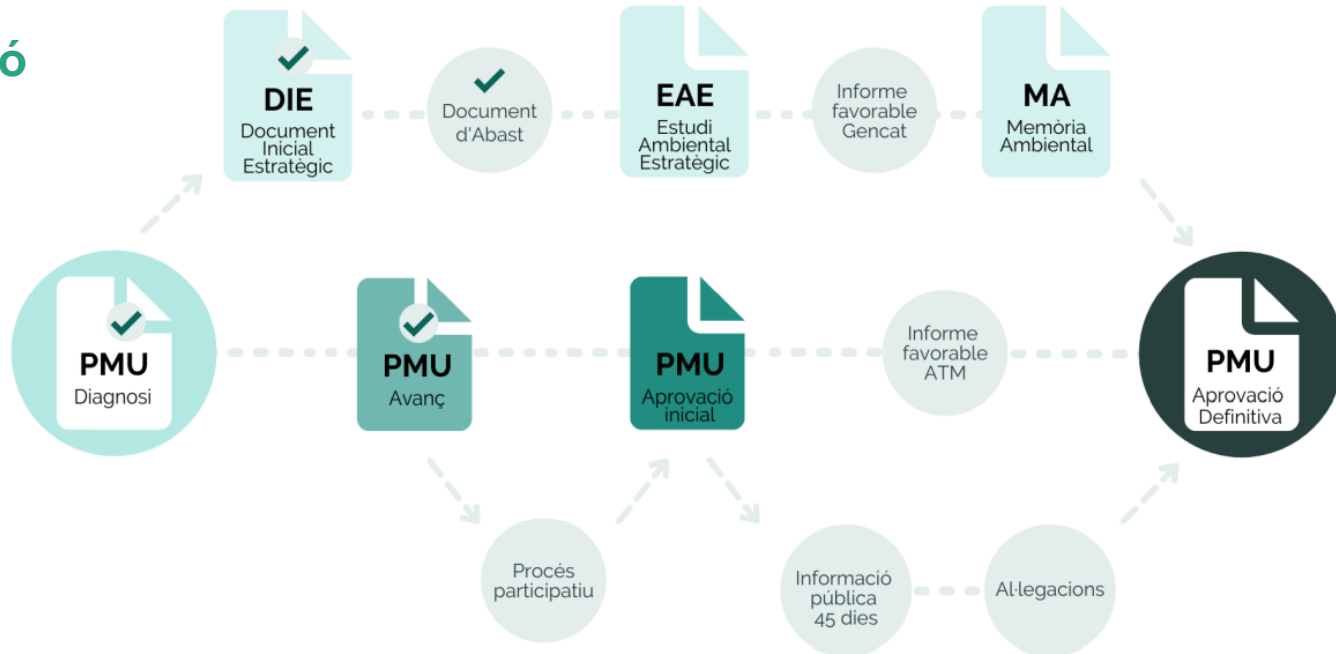 ó
DIE
Document
Inicial
Estratègic
Document
d'Abast
EAE
Estudi
Ambiental
Estratègic
Informe
favorable
Gencat
MA
Memòria
Ambiental
PMU
Diagnosi
PMU
Avanç
PMU
Aprovació
inicial
Informe
favorable
ATM
PMU
Aprovació
Definitiva
Procés
participatiu
Informació
pública
45 dies
Al·legacions